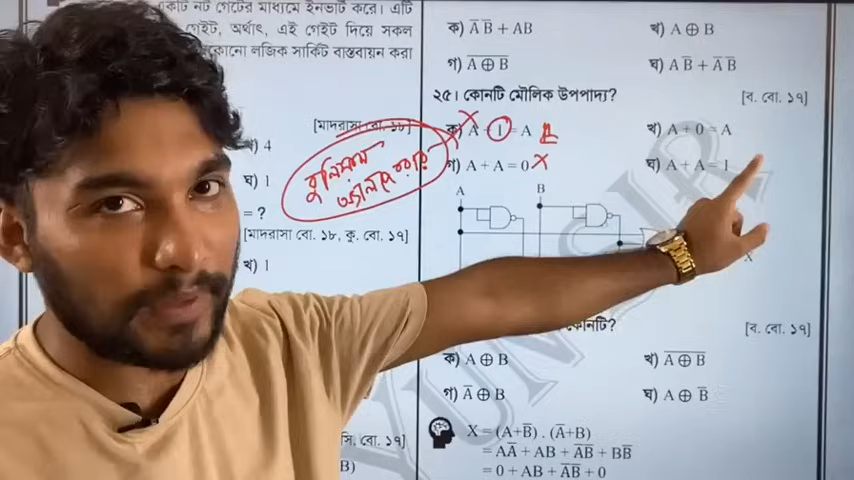 একটি নট গেটের মাধ্যমে ইনভার্ট করে। এটি
গেইট, অর্থাৎ, এই গেইট দিয়ে সকল
কোনো লজিক সার্কিট বাস্তবায়ন করা
[মাদরাসা বো. ১৮]
4
ঘ) 1
= ?
[মাদরাসা বো. ১৮, কু. বো. ১৭]
ঘ) 1
সি. বো. ১৭]
B)
ক) A̅ B̅ + AB
খ) A ⊕ B
গ) \overline{A ⊕ B}
ঘ) A B̅ + A̅ B
২৫। কোনটি মৌলিক উপপাদ্য?
[ব. বো. ১৭]
ক) A + 1 = A
খ) A + 0 = A
গ) A + A = 0
ঘ) A + A = 1
A
B
X
কোনটি?
[ব. বো. ১৭]
ক) A ⊕ B
খ) \overline{A ⊕ B}
গ) A̅ ⊕ B
ঘ) A ⊕ B̅
X = (A+B̅) . (A̅+B)
= AA̅ + AB + A̅B̅ + BB̅
= 0 + AB + A̅B̅ + 0